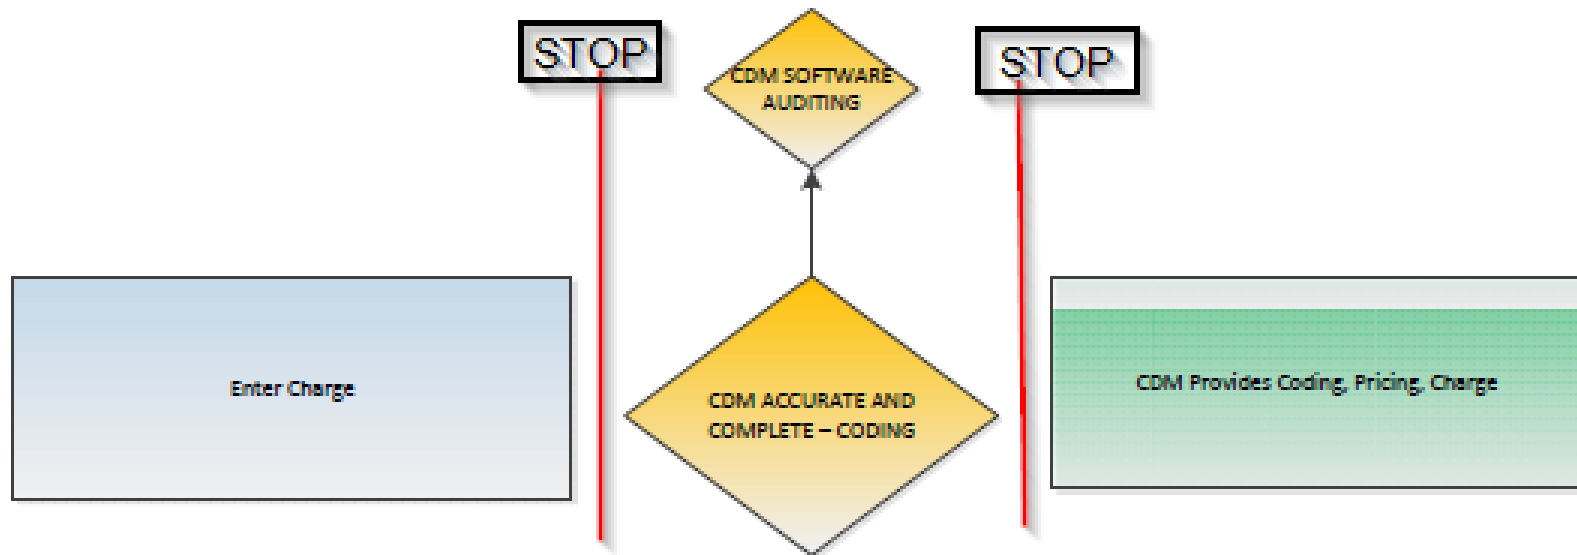 STOP
CDM SOFTWARE
AUDITING
STOP
Enter Charge
CDM ACCURATE AND
COMPLETE – CODING
CDM Provides Coding, Pricing, Charge